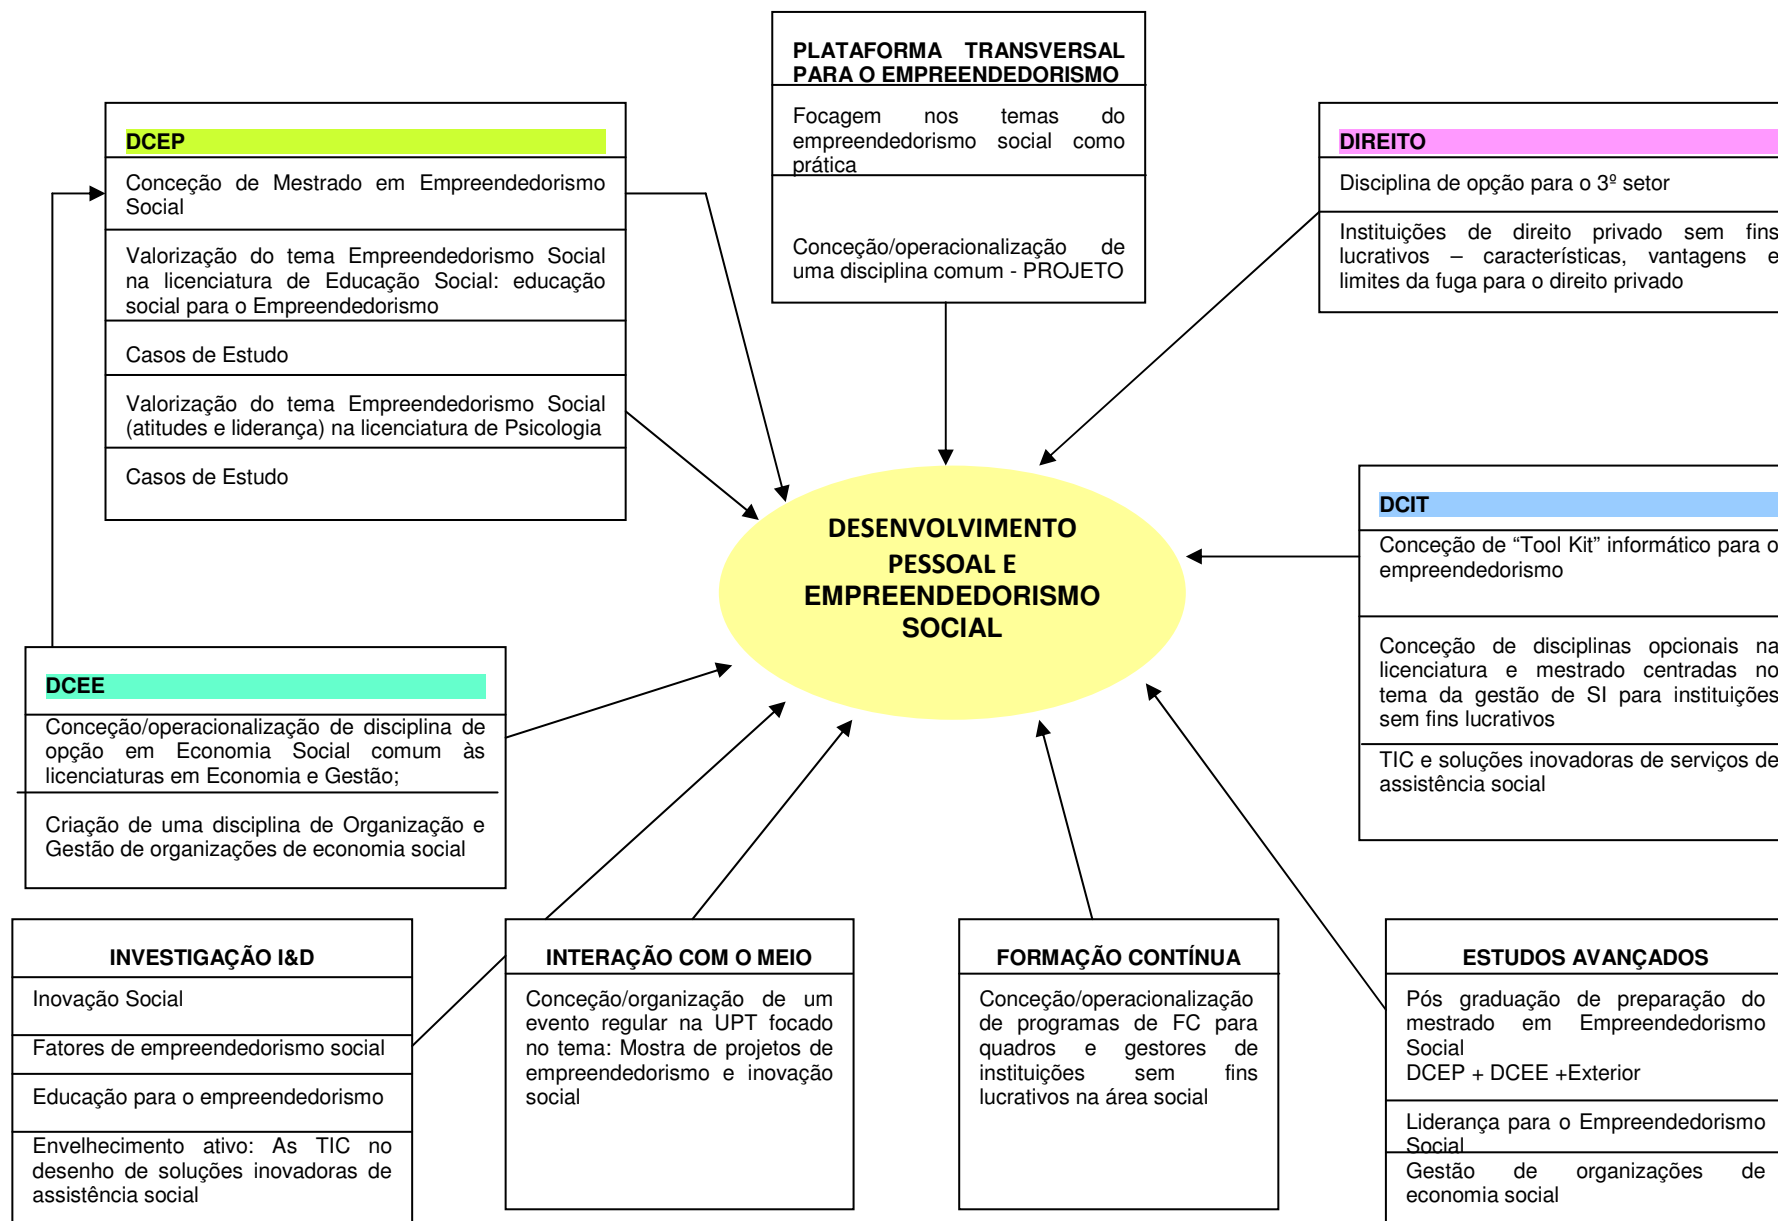 PLATAFORMA TRANSVERSAL
PARA O EMPREENDEDORISMO
Focagem nos temas do
empreendedorismo social como
prática
Conceção/operacionalização de
uma disciplina comum - PROJETO
DCEP
Conceção de Mestrado em Empreendedorismo
Social
Valorização do tema Empreendedorismo Social
na licenciatura de Educação Social: educação
social para o Empreendedorismo
Casos de Estudo
Valorização do tema Empreendedorismo Social
(atitudes e liderança) na licenciatura de Psicologia
Casos de Estudo
DIREITO
Disciplina de opção para o 3º setor
Instituições de direito privado sem fins
lucrativos – características, vantagens e
limites da fuga para o direito privado
DESENVOLVIMENTO
PESSOAL E
EMPREENDEDORISMO
SOCIAL
DCIT
Conceção de “Tool Kit” informático para o
empreendedorismo
Conceção de disciplinas opcionais na
licenciatura e mestrado centradas no
tema da gestão de SI para instituições
sem fins lucrativos
TIC e soluções inovadoras de serviços de
assistência social
DCEE
Conceção/operacionalização de disciplina de
opção em Economia Social comum às
licenciaturas em Economia e Gestão;
Criação de uma disciplina de Organização e
Gestão de organizações de economia social
INVESTIGAÇÃO I&D
Inovação Social
Fatores de empreendedorismo social
Educação para o empreendedorismo
Envelhecimento ativo: As TIC no
desenho de soluções inovadoras de
assistência social
INTERAÇÃO COM O MEIO
Conceção/organização de um
evento regular na UPT focado
no tema: Mostra de projetos de
empreendedorismo e inovação
social
FORMAÇÃO CONTÍNUA
Conceção/operacionalização
de programas de FC para
quadros e gestores de
instituições sem fins
lucrativos na área social
ESTUDOS AVANÇADOS
Pós graduação de preparação do
mestrado em Empreendedorismo
Social
DCEP + DCEE +Exterior
Liderança para o Empreendedorismo
Social
Gestão de organizações de
economia social